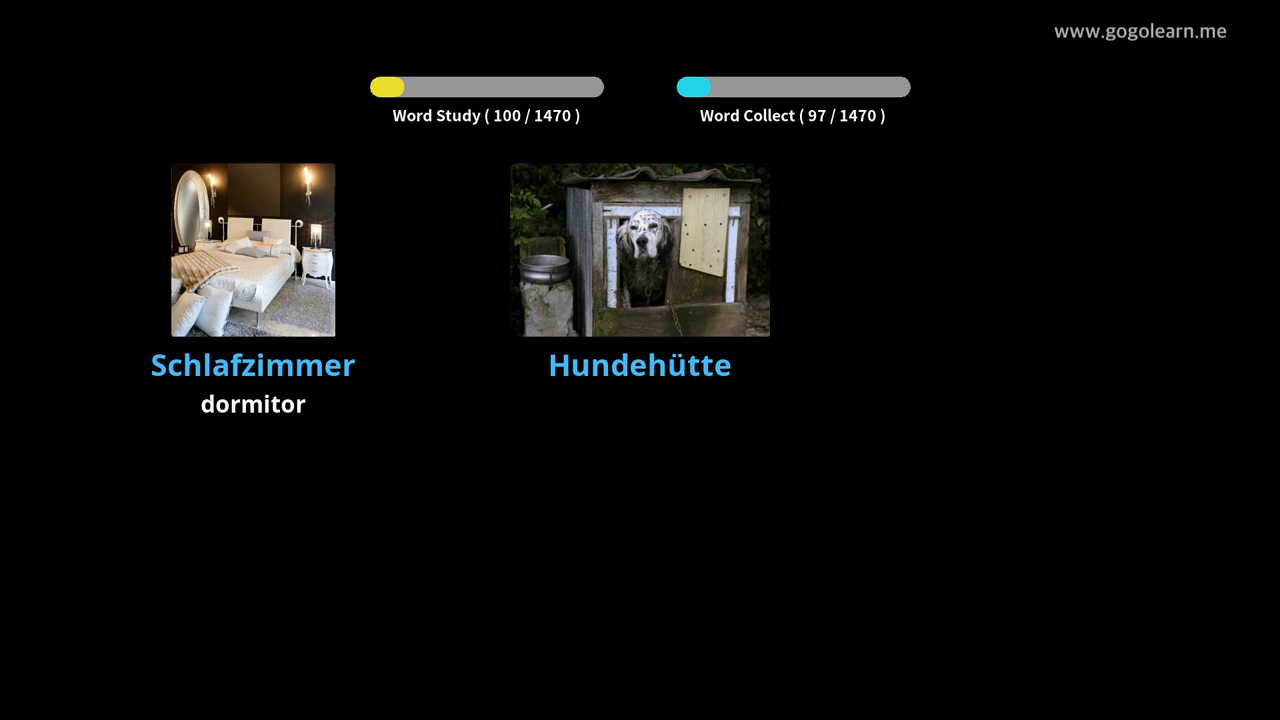 www.gogolearn.me
Word Study ( 100 / 1470 )
Word Collect ( 97 / 1470 )
Schlafzimmer
dormitor
Hundehütte